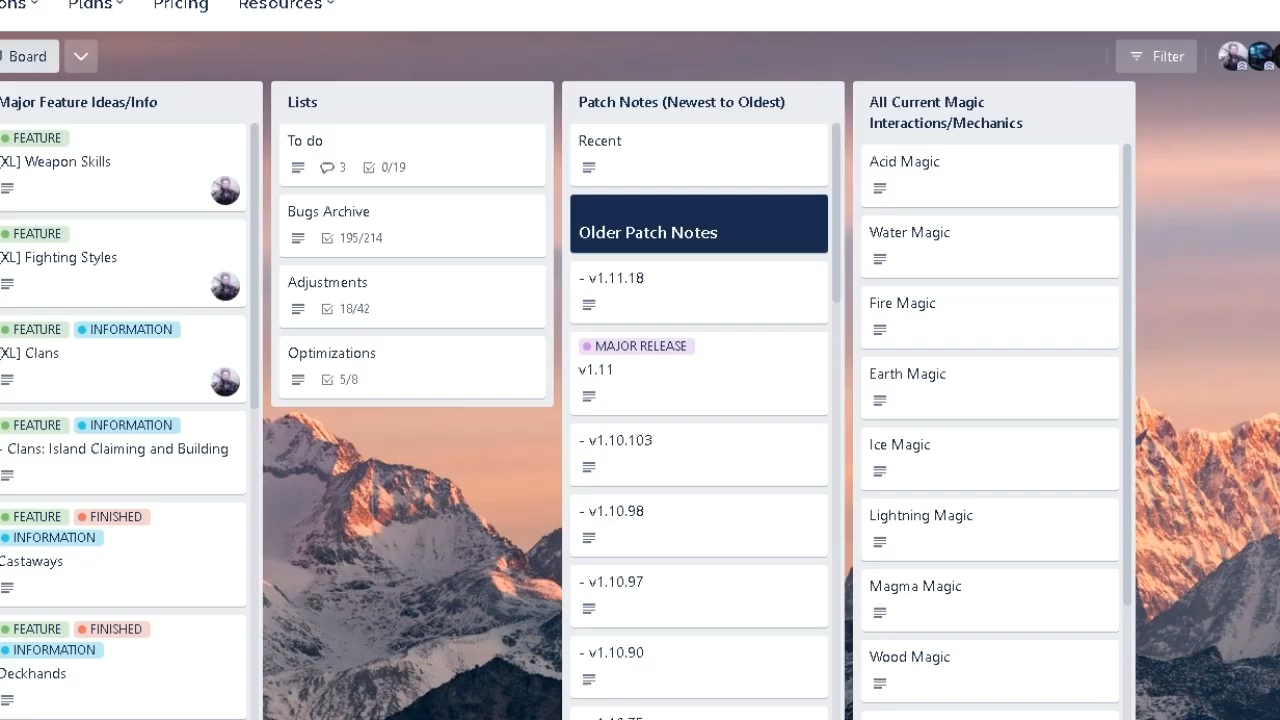 Plans
Pricing
Resources
Board
Filter
Major Feature Ideas/Info
FEATURE
[XL] Weapon Skills
FEATURE
[XL] Fighting Styles
FEATURE INFORMATION
[XL] Clans
FEATURE INFORMATION
- Clans: Island Claiming and Building
FEATURE FINISHED
INFORMATION
Castaways
FEATURE FINISHED
INFORMATION
Deckhands
Lists
To do
3 0/19
Bugs Archive
195/214
Adjustments
18/42
Optimizations
5/8
Patch Notes (Newest to Oldest)
Recent
Older Patch Notes
- v1.11.18
MAJOR RELEASE
v1.11
- v1.10.103
- v1.10.98
- v1.10.97
- v1.10.90
All Current Magic
Interactions/Mechanics
Acid Magic
Water Magic
Fire Magic
Earth Magic
Ice Magic
Lightning Magic
Magma Magic
Wood Magic